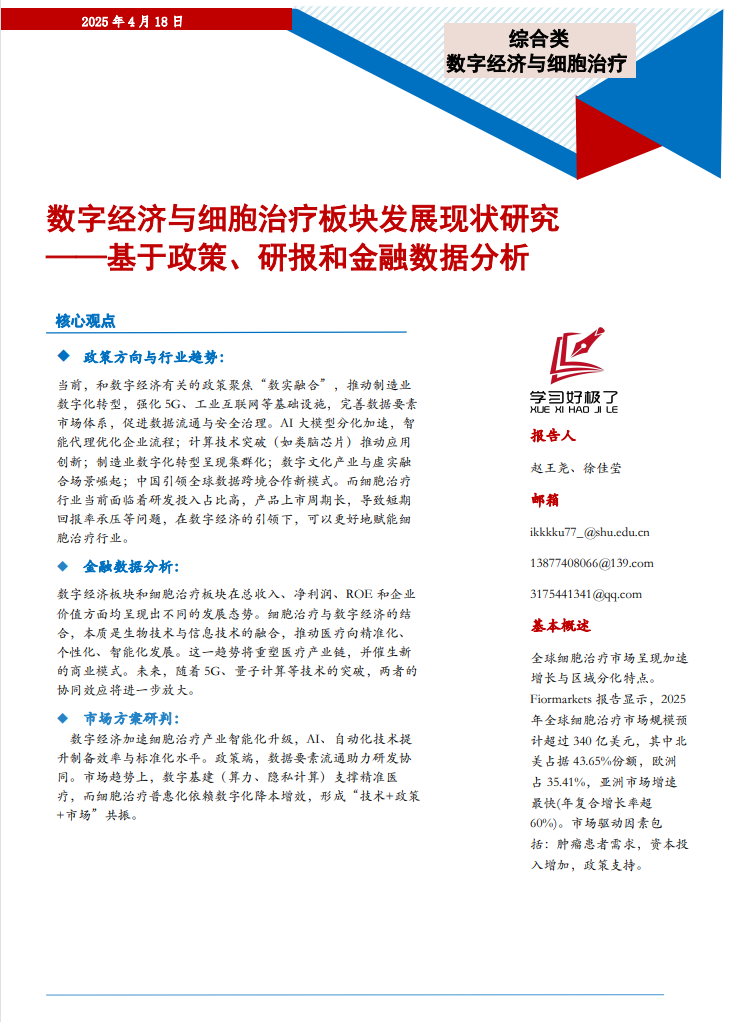 2025 年 4 月 18 日
综合类
数字经济与细胞治疗
数字经济与细胞治疗板块发展现状研究
——基于政策、研报和金融数据分析
核心观点
◆ 政策方向与行业趋势：
当前，和数字经济有关的政策聚焦“数实融合”，推动制造业
数字化转型，强化 5G、工业互联网等基础设施，完善数据要素
市场体系，促进数据流通与安全治理。AI 大模型分化加速，智
能代理优化企业流程；计算技术突破（如类脑芯片）推动应用
创新；制造业数字化转型呈现集群化；数字文化产业与虚实融
合场景崛起；中国引领全球数据跨境合作新模式。而细胞治疗
行业当前面临着研发投入占比高，产品上市周期长，导致短期
回报率承压等问题，在数字经济的引领下，可以更好地赋能细
胞治疗行业。
◆ 金融数据分析：
数字经济板块和细胞治疗板块在总收入、净利润、ROE 和企业
价值方面均呈现出不同的发展态势。细胞治疗与数字经济的结
合，本质是生物技术与信息技术的融合，推动医疗向精准化、
个性化、智能化发展。这一趋势将重塑医疗产业链，并催生新
的商业模式。未来，随着 5G、量子计算等技术的突破，两者的
协同效应将进一步放大。
◆ 市场方案研判：
数字经济加速细胞治疗产业智能化升级，AI、自动化技术提
升制备效率与标准化水平。政策端，数据要素流通助力研发协
同。市场趋势上，数字基建（算力、隐私计算）支撑精准医
疗，而细胞治疗普惠化依赖数字化降本增效，形成“技术+政策
+市场”共振。
学习好极了
XUE XI HAO JI LE
报告人
赵王尧、徐佳莹
邮箱
ikkkku77_@shu.edu.cn
13877408066@139.com
3175441341@qq.com
基本概述
全球细胞治疗市场呈现加速
增长与区域分化特点。
Fiormarkets 报告显示，2025
年全球细胞治疗市场规模预
计超过 340 亿美元，其中北
美占据 43.65%份额，欧洲
占 35.41%，亚洲市场增速
最快(年复合增长率超
60%)。市场驱动因素包
括：肿瘤患者需求，资本投
入增加，政策支持。